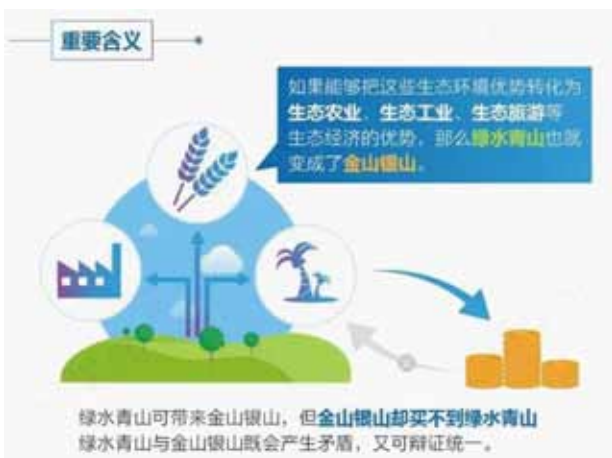 重要含义
如果能够把这些生态环境优势转化为
生态农业、生态工业、生态旅游等
生态经济的优势，那么绿水青山也就
变成了金山银山。
绿水青山可带来金山银山，但金山银山却买不到绿水青山
绿水青山与金山银山既会产生矛盾，又可辩证统一。